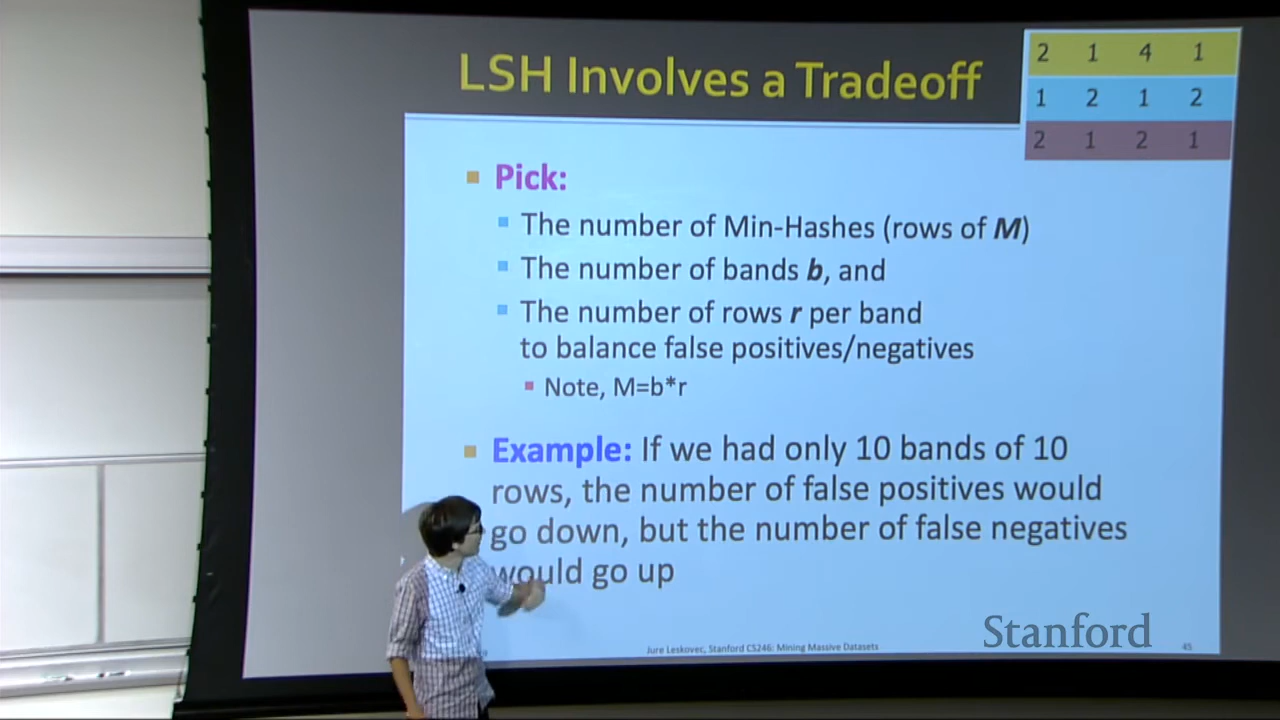 LSH Involves a Tradeoff
2 1 4 1
1 2 1 2
2 1 2 1
Pick:
The number of Min-Hashes (rows of M)
The number of bands b, and
The number of rows r per band
to balance false positives/negatives
Note, M=b*r
Example: If we had only 10 bands of 10
rows, the number of false positives would
go down, but the number of false negatives
would go up
Stanford
Jure Leskovec, Stanford CS246: Mining Massive Datasets
45